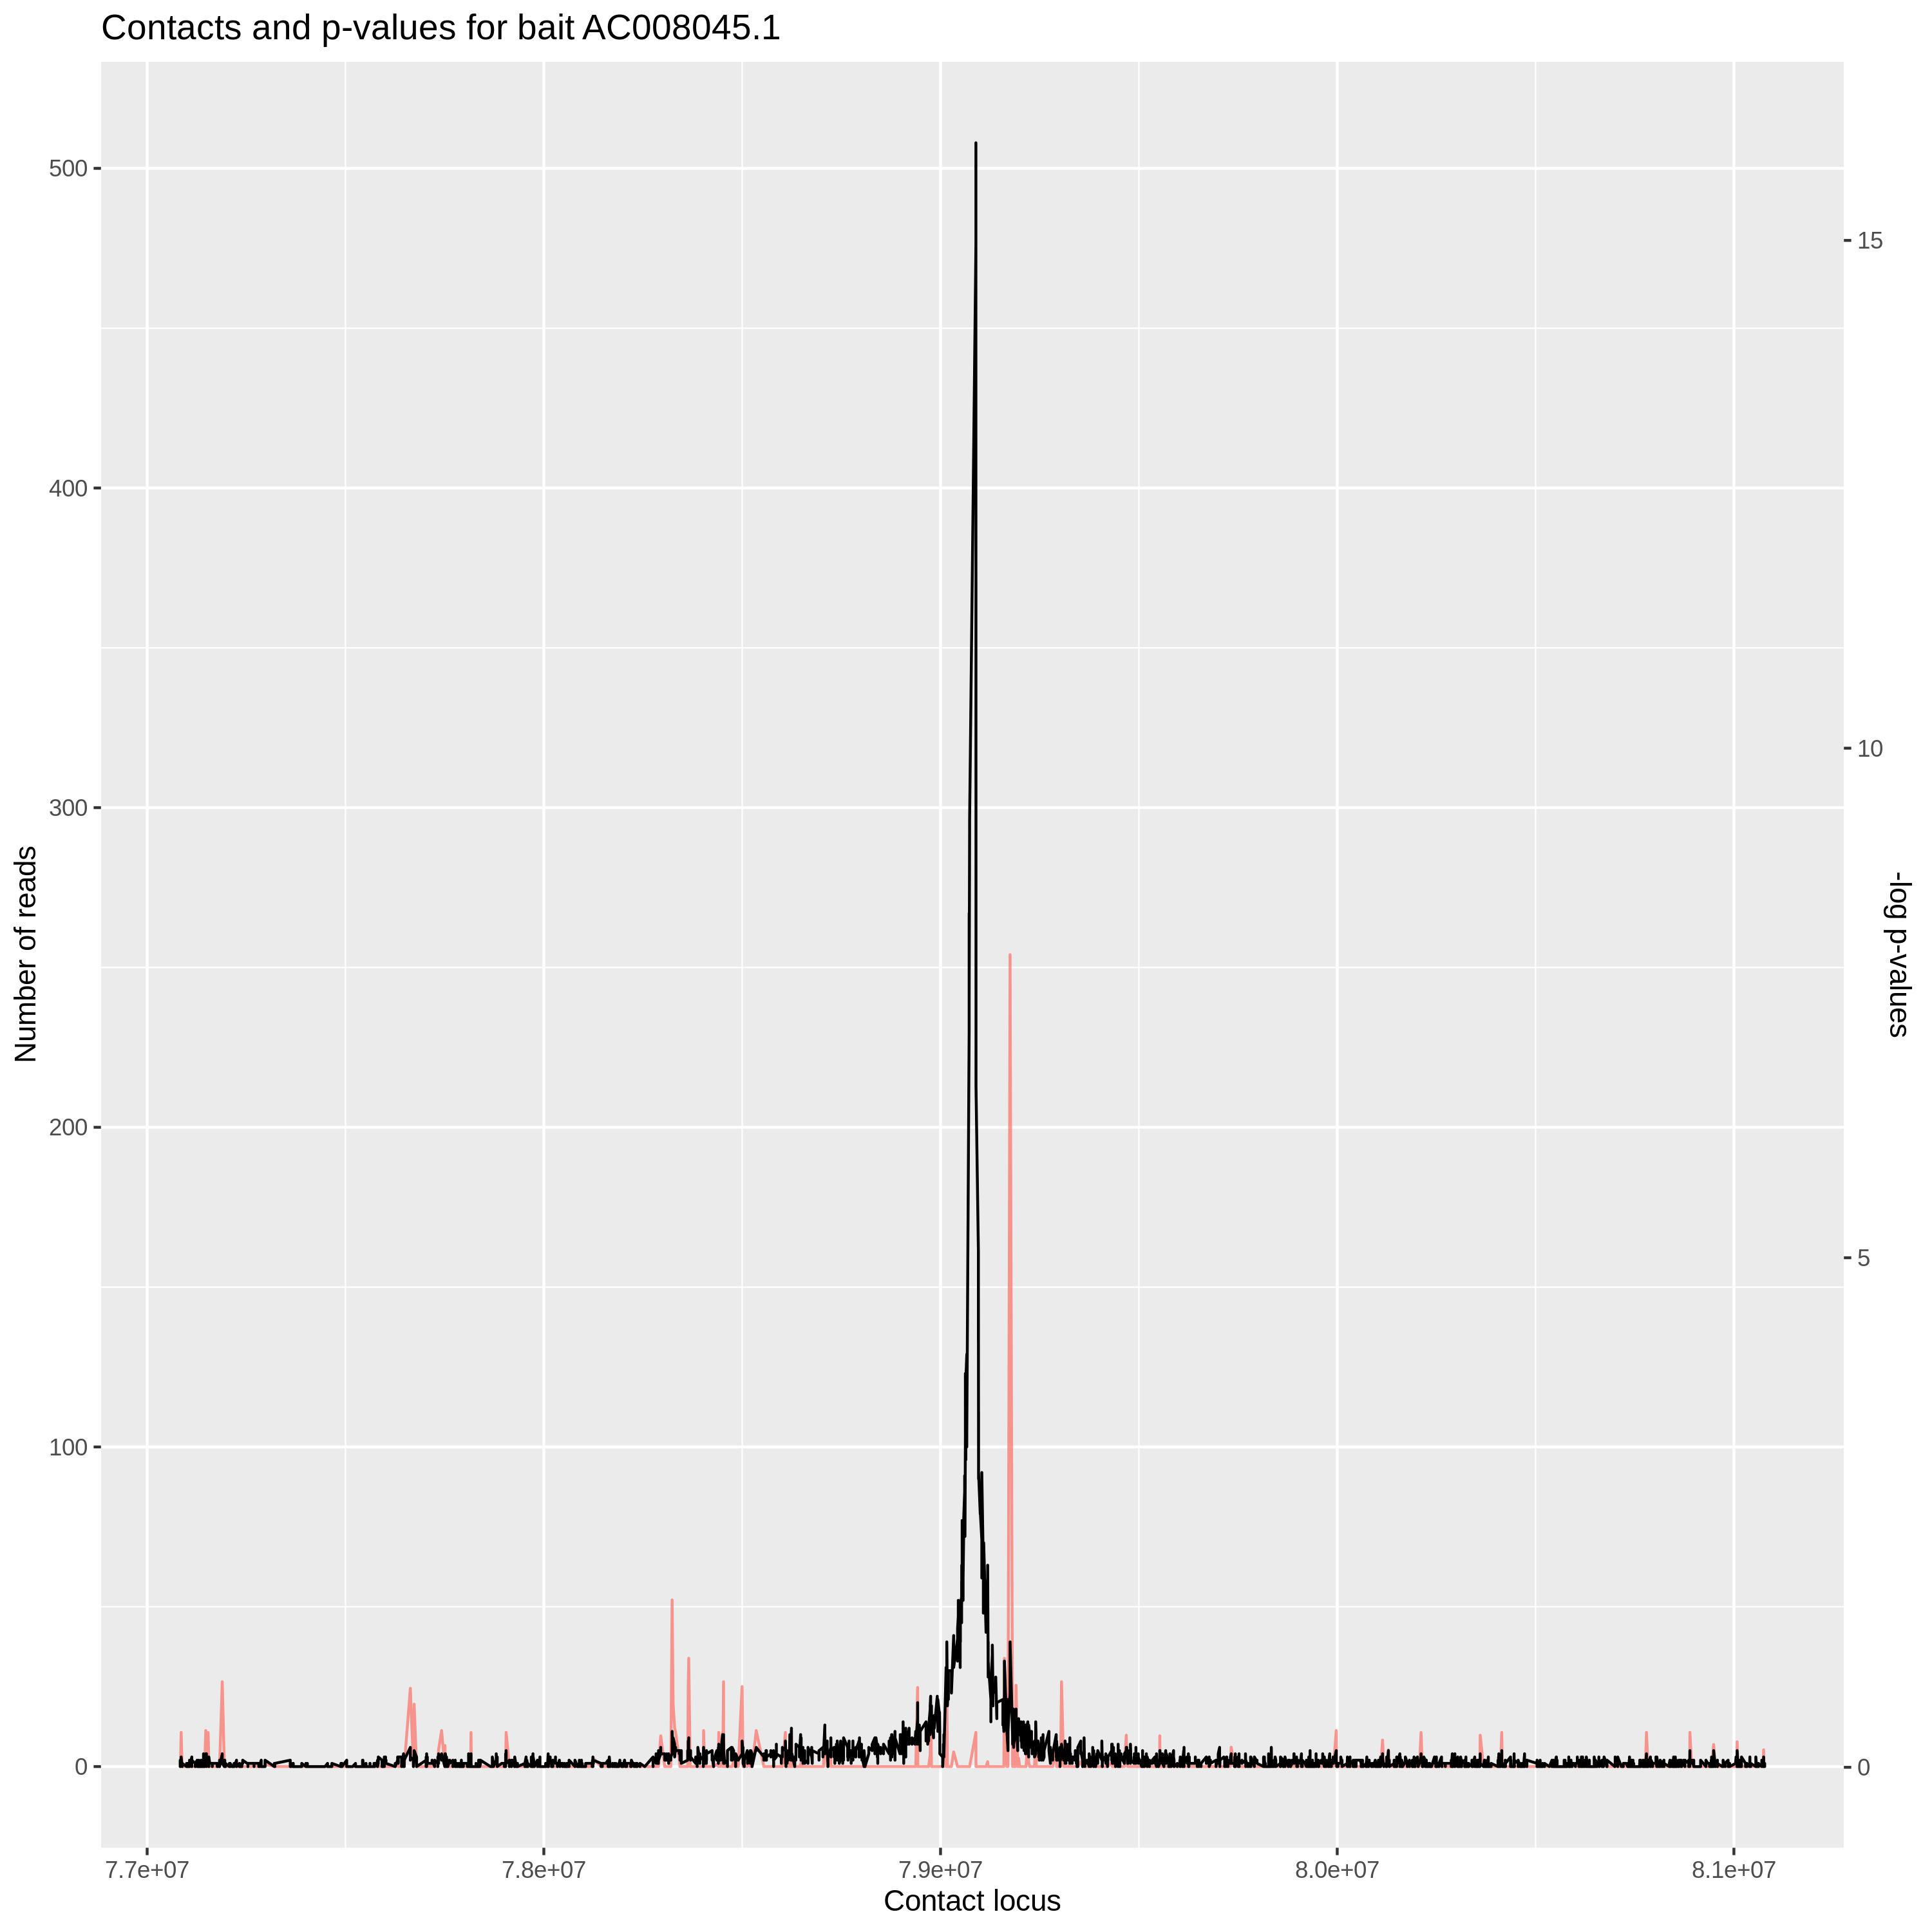 Contacts and p-values for bait AC008045.1
500
400
300
200
100
0
Number of reads
15
10
5
0
-log p-values
7.7e+07
7.8e+07
7.9e+07
8.0e+07
8.1e+07
Contact locus